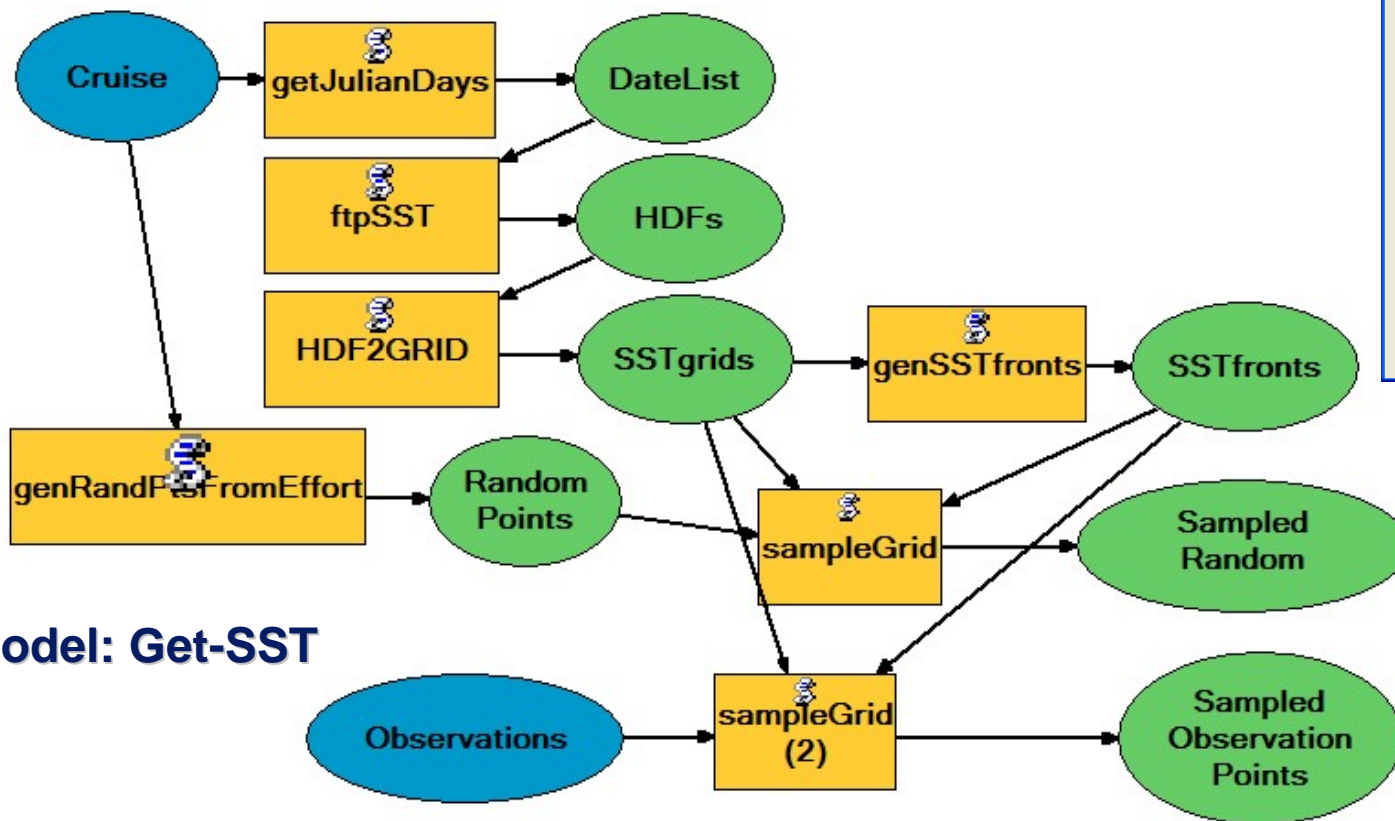 Cruise
getJulianDays
DateList
ftpSST
HDFs
HDF2GRID
SSTgrids
genSSTfronts
SSTfronts
genRandPtsFromEffort
Random
Points
sampleGrid
Sampled
Random
odel: Get-SST
Observations
sampleGrid
(2)
Sampled
Observation
Points